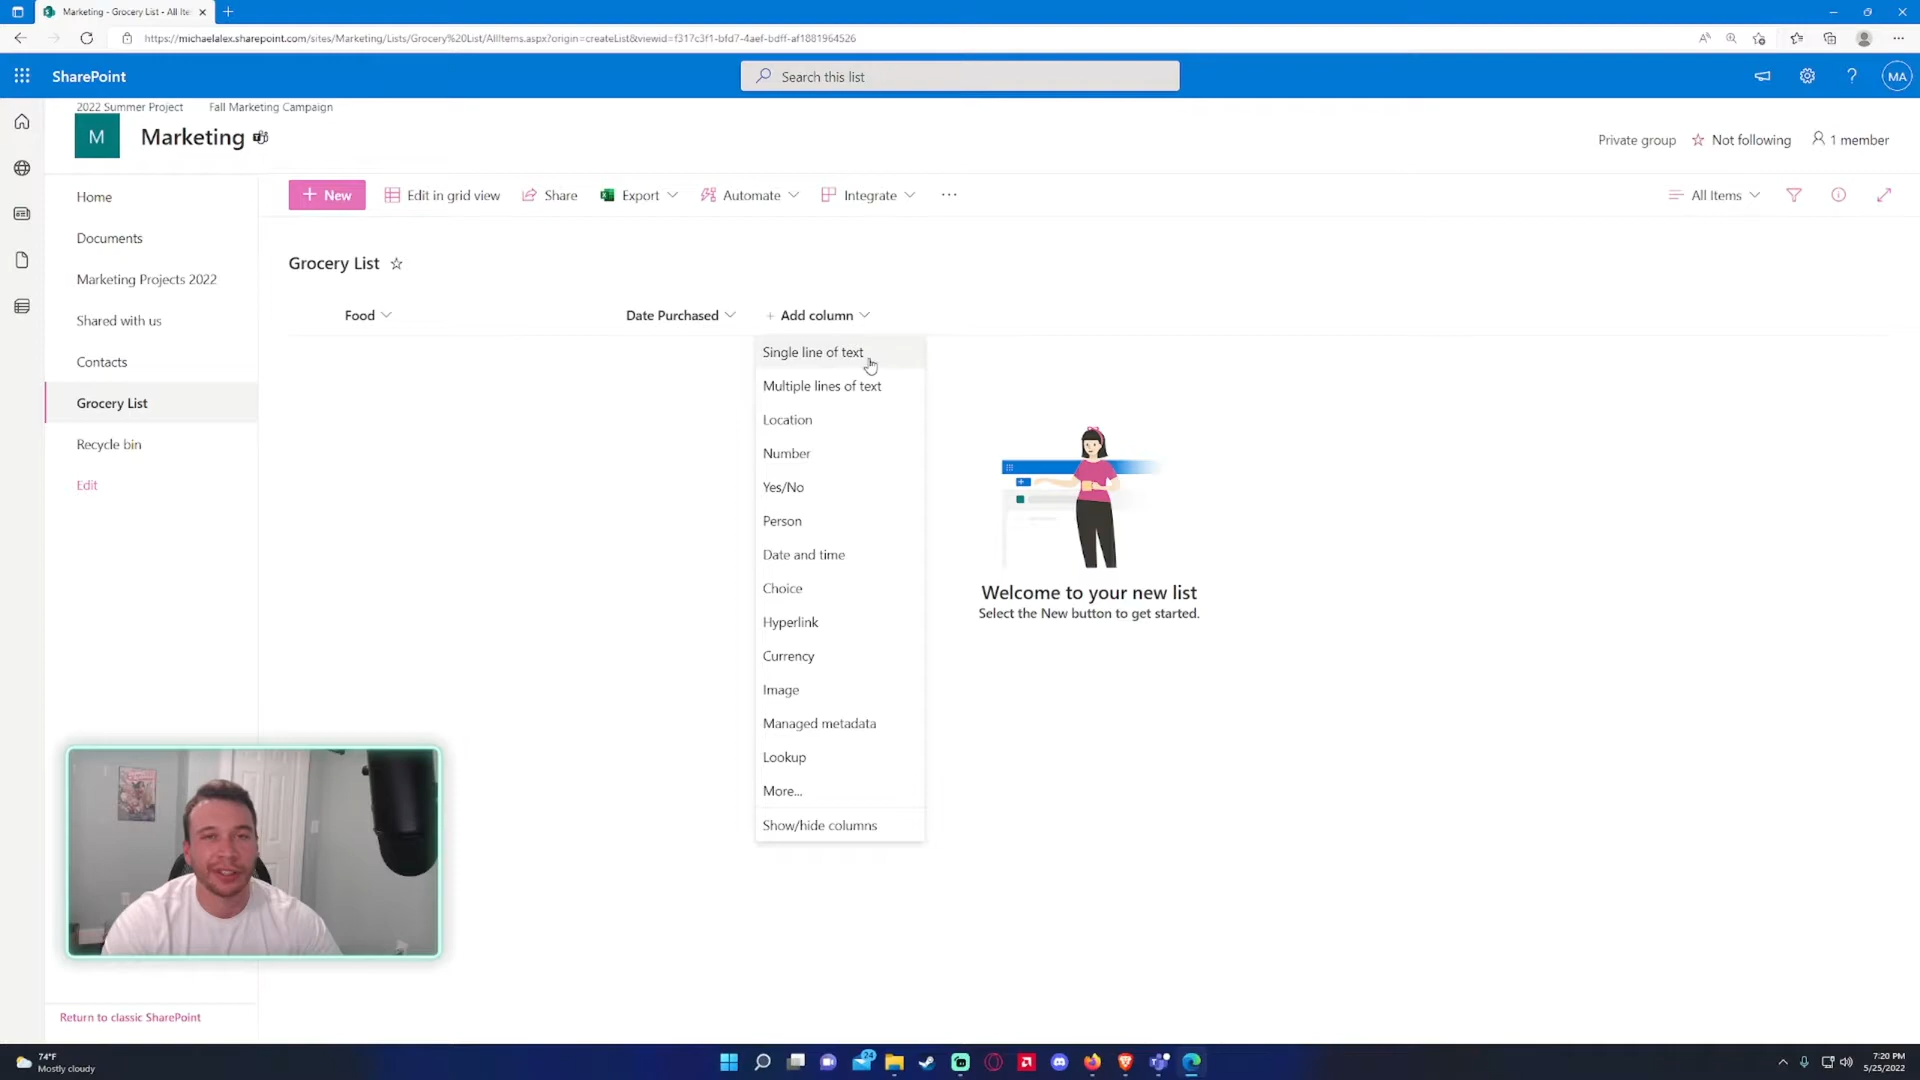 Marketing - Grocery List - All Ite
https://michaelalex.sharepoint.com/sites/Marketing/Lists/Grocery%20List/AllItems.aspx?origin=createList&viewid=f317c3f1-bfd7-4aef-bdff-af1881964526
SharePoint
Search this list
MA
2022 Summer Project
Fall Marketing Campaign
M
Marketing
Private group
Not following
1 member
Home
Documents
Marketing Projects 2022
Shared with us
Contacts
Grocery List
Recycle bin
Edit
New
Edit in grid view
Share
Export
Automate
Integrate
All Items
Grocery List
Food
Date Purchased
Add column
Single line of text
Multiple lines of text
Location
Number
Yes/No
Person
Date and time
Choice
Hyperlink
Currency
Image
Managed metadata
Lookup
More...
Show/hide columns
Welcome to your new list
Select the New button to get started.
Return to classic SharePoint
74°F
Mostly cloudy
24
7:20 PM
5/25/2022